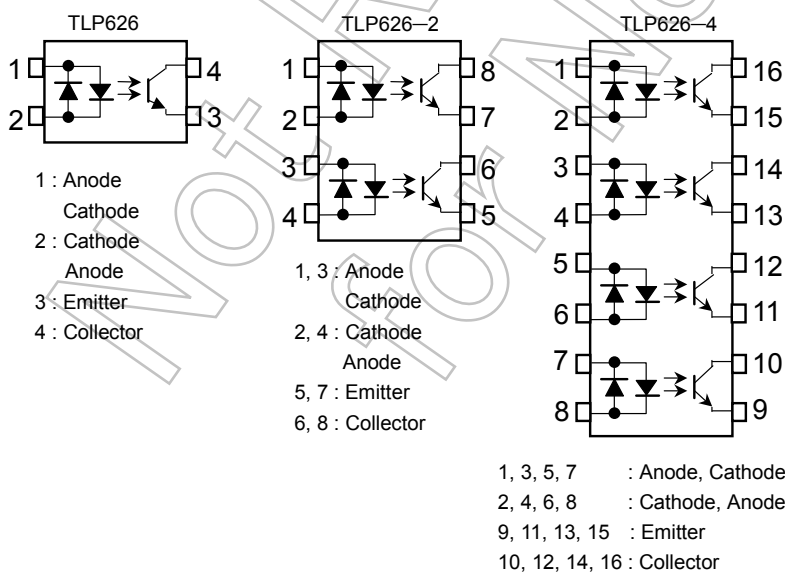 TLP626
1
2
4
3
1 : Anode
Cathode
2 : Cathode
Anode
3 : Emitter
4 : Collector
TLP626−2
1
2
3
4
8
7
6
5
1, 3 : Anode
Cathode
2, 4 : Cathode
Anode
5, 7 : Emitter
6, 8 : Collector
TLP626−4
1
2
3
4
5
6
7
8
16
15
14
13
12
11
10
9
1, 3, 5, 7 : Anode, Cathode
2, 4, 6, 8 : Cathode, Anode
9, 11, 13, 15 : Emitter
10, 12, 14, 16 : Collector
Not
for